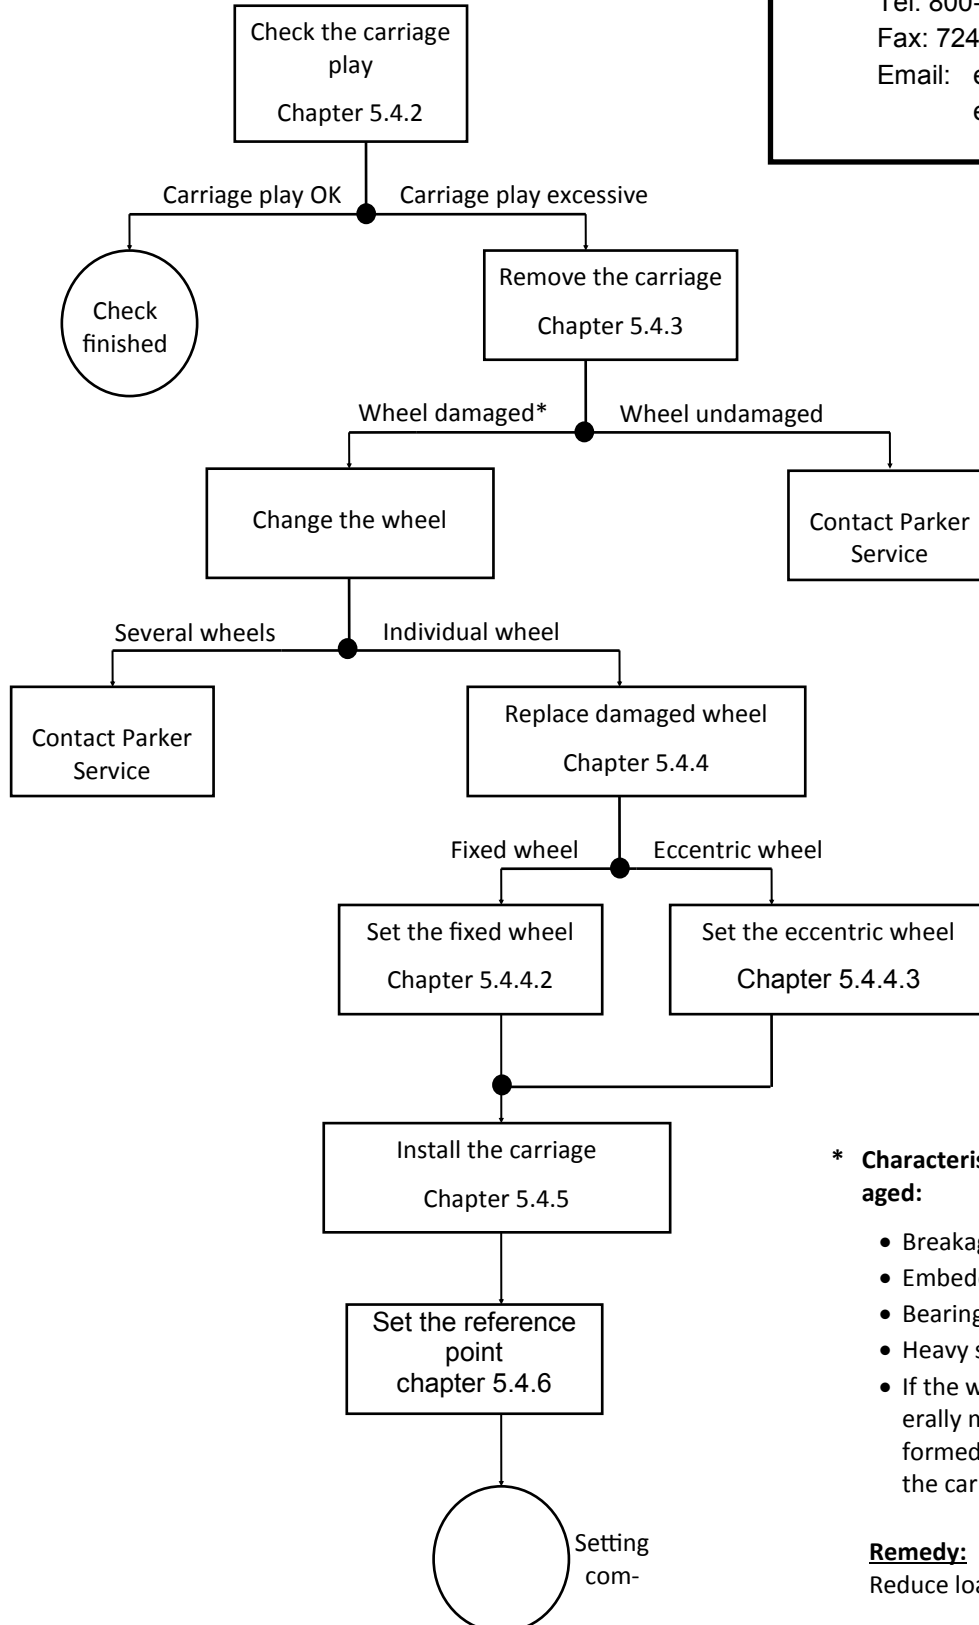 Tel: 800-
Fax: 724
Email: e
e
Check the carriage
play
Chapter 5.4.2
Carriage play OK
Carriage play excessive
Check
finished
Remove the carriage
Chapter 5.4.3
Wheel damaged*
Wheel undamaged
Change the wheel
Contact Parker
Service
Several wheels
Individual wheel
Contact Parker
Service
Replace damaged wheel
Chapter 5.4.4
Fixed wheel
Eccentric wheel
Set the fixed wheel
Chapter 5.4.4.2
Set the eccentric wheel
Chapter 5.4.4.3
Install the carriage
Chapter 5.4.5
Set the reference
point
chapter 5.4.6
Setting
com-
* Characteris
aged:
• Breakag
• Embed
• Bearing
• Heavy s
• If the w
erally n
formed
the car
Remedy:
Reduce loa